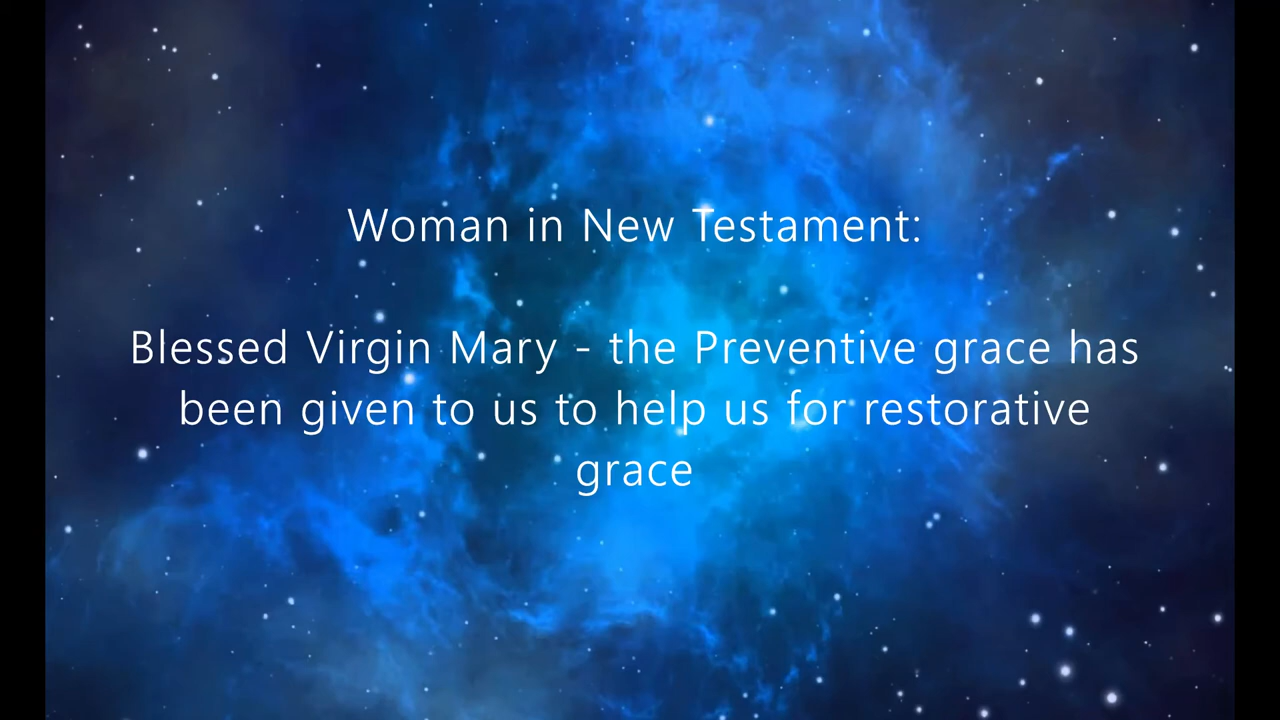 Woman in New Testament:
Blessed Virgin Mary - the Preventive grace has
been given to us to help us for restorative
grace